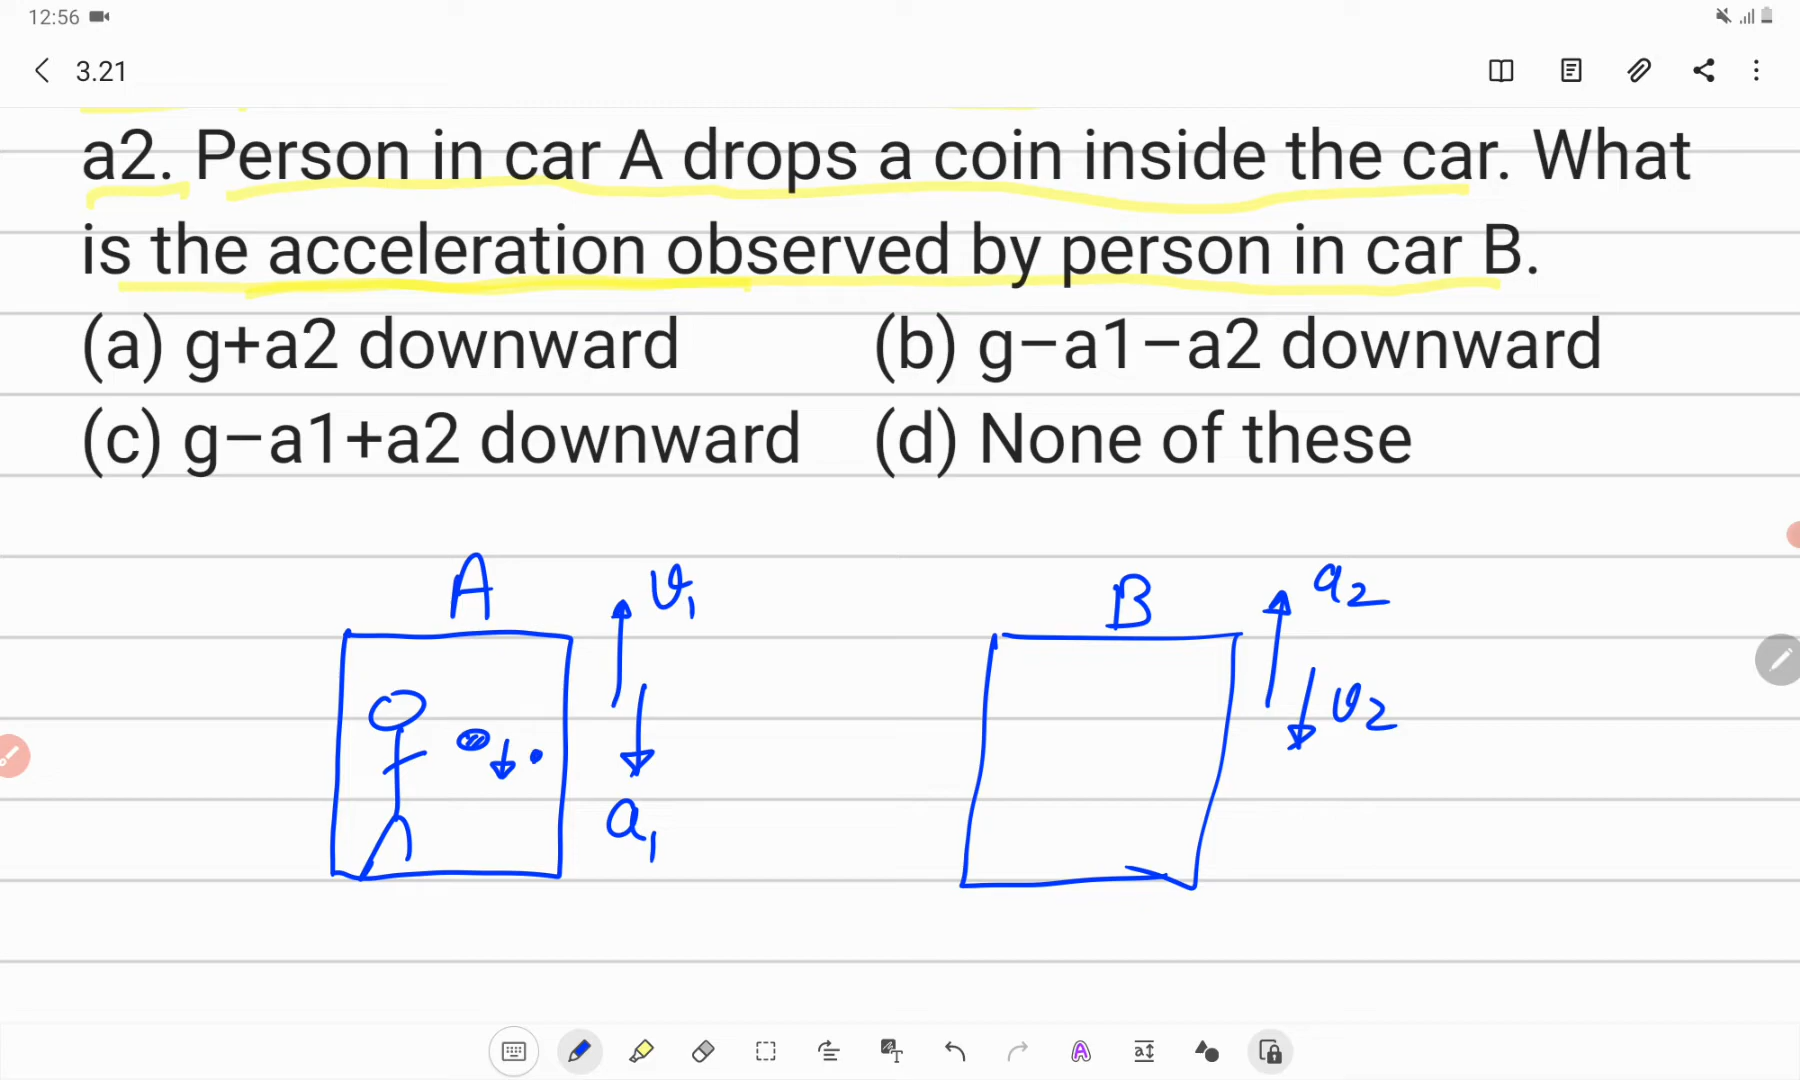 12:56
3.21
a2. Person in car A drops a coin inside the car. What
is the acceleration observed by person in car B.
(a) g+a2 downward (b) g−a1−a2 downward
(c) g−a1+a2 downward (d) None of these
A v₁ B a₂
v₂
a₁